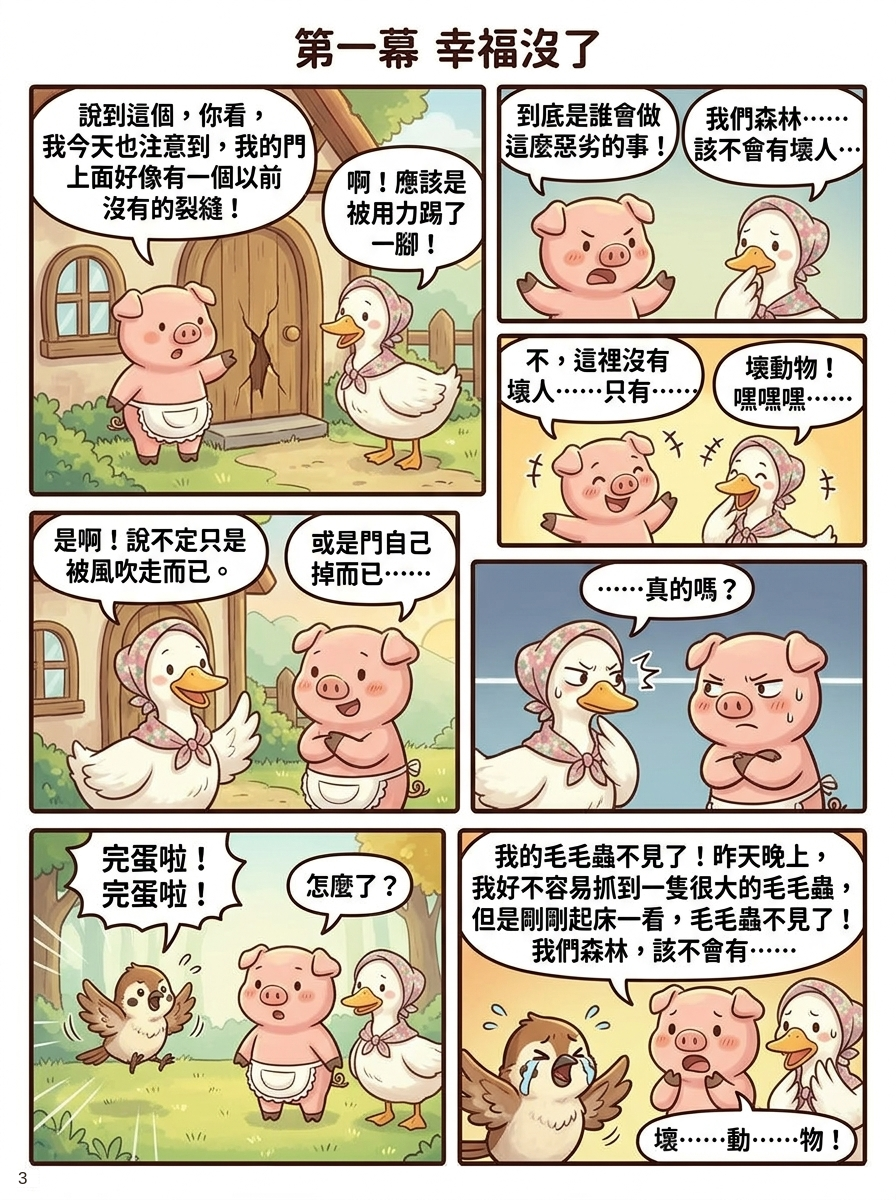 第一幕 幸福沒了
說到這個，你看，
我今天也注意到，我的門
上面好像有一個以前
沒有的裂縫！
啊！應該是
被用力踢了
一腳！
到底是誰會做
這麼惡劣的事！
我們森林……
該不會有壞人…
不，這裡沒有
壞人……只有……
壞動物！
嘿嘿嘿……
是啊！說不定只是
被風吹走而已。
或是門自己
掉而已……
……真的嗎？
完蛋啦！
完蛋啦！
怎麼了？
我的毛毛蟲不見了！昨天晚上，
我好不容易抓到一隻很大的毛毛蟲，
但是剛剛起床一看，毛毛蟲不見了！
我們森林，該不會有……
壞……動……物！
3